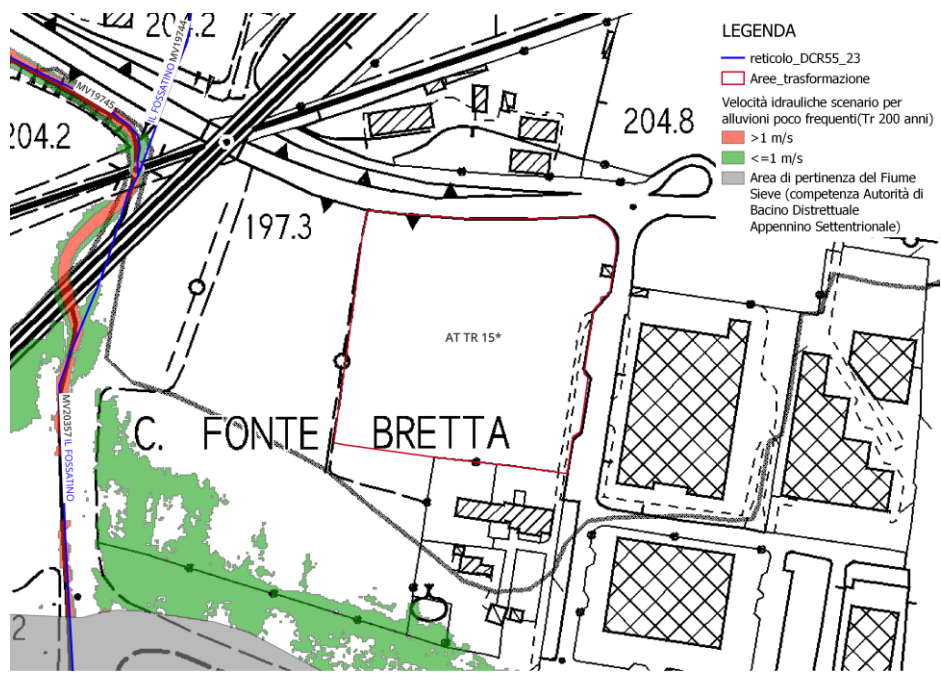 204.2
LEGENDA
reticolo_DCR55_23
Aree_trasformazione
Velocità idrauliche scenario per
alluvioni poco frequenti(Tr 200 anni)
>1 m/s
<=1 m/s
Area di pertinenza del Fiume
Sieve (competenza Autorità di
Bacino Distrettuale
Appennino Settentrionale)
IL FOSSATINO MV19744
MV19745
204.2
204.8
197.3
AT TR 15*
C. FONTE BRETTA
MV20357 IL FOSSATINO
2